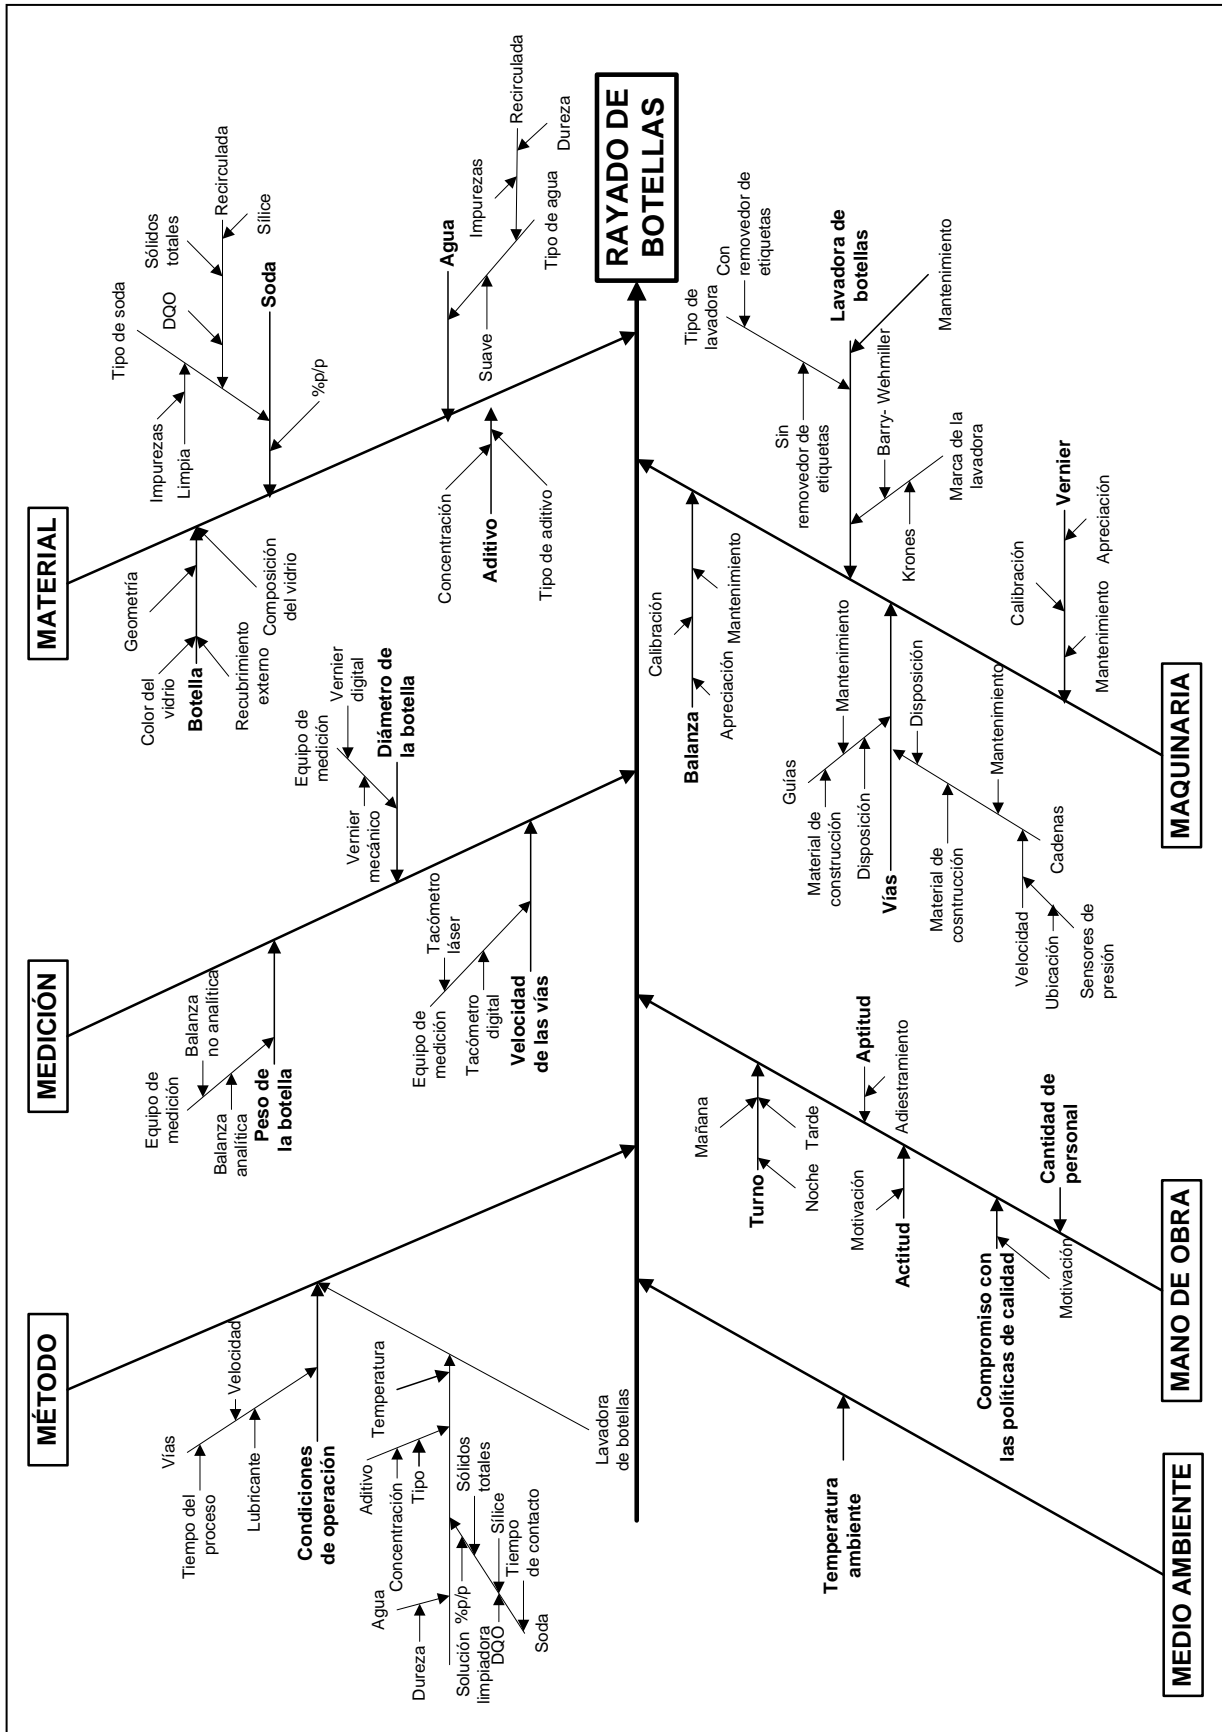 MÉTODO
MEDICIÓN
MATERIAL
Vías
Tiempo del
proceso
Velocidad
Lubricante
Condiciones
de operación
Aditivo
Temperatura
Concentración
Tipo
Agua
Dureza
Sólidos
totales
Solución
limpiadora
%p/p
DQO
Sílice
Tiempo
de contacto
Soda
Lavadora
de botellas
Equipo de
medición
Balanza
no analítica
Balanza
analítica
Peso de
la botella
Equipo de
medición
Tacómetro
láser
Tacómetro
digital
Velocidad
de las vías
Equipo de
medición
Vernier
digital
Vernier
mecánico
Diámetro de
la botella
Color del
vidrio
Geometría
Botella
Recubrimiento
externo
Composición
del vidrio
Tipo de soda
Impurezas
Limpia
DQO
Sólidos
totales
Recirculada
Sílice
Soda
%p/p
Concentración
Aditivo
Tipo de aditivo
Agua
Suave
Impurezas
Recirculada
Dureza
Tipo de agua
RAYADO DE
BOTELLAS
Temperatura
ambiente
Mañana
Turno
Noche
Tarde
Aptitud
Adiestramiento
Motivación
Actitud
Compromiso con
las políticas de calidad
Motivación
Cantidad de
personal
Calibración
Balanza
Apreciación
Mantenimiento
Guías
Material de
construcción
Mantenimiento
Disposición
Vías
Disposición
Material de
cosntrucción
Mantenimiento
Velocidad
Cadenas
Ubicación
Sensores de
presión
Tipo de
lavadora
Con
removedor de
etiquetas
Sin
removedor de
etiquetas
Lavadora de
botellas
Barry- Wehmiller
Mantenimiento
Krones
Marca de la
lavadora
Calibración
Vernier
Mantenimiento
Apreciación
MEDIO AMBIENTE
MANO DE OBRA
MAQUINARIA